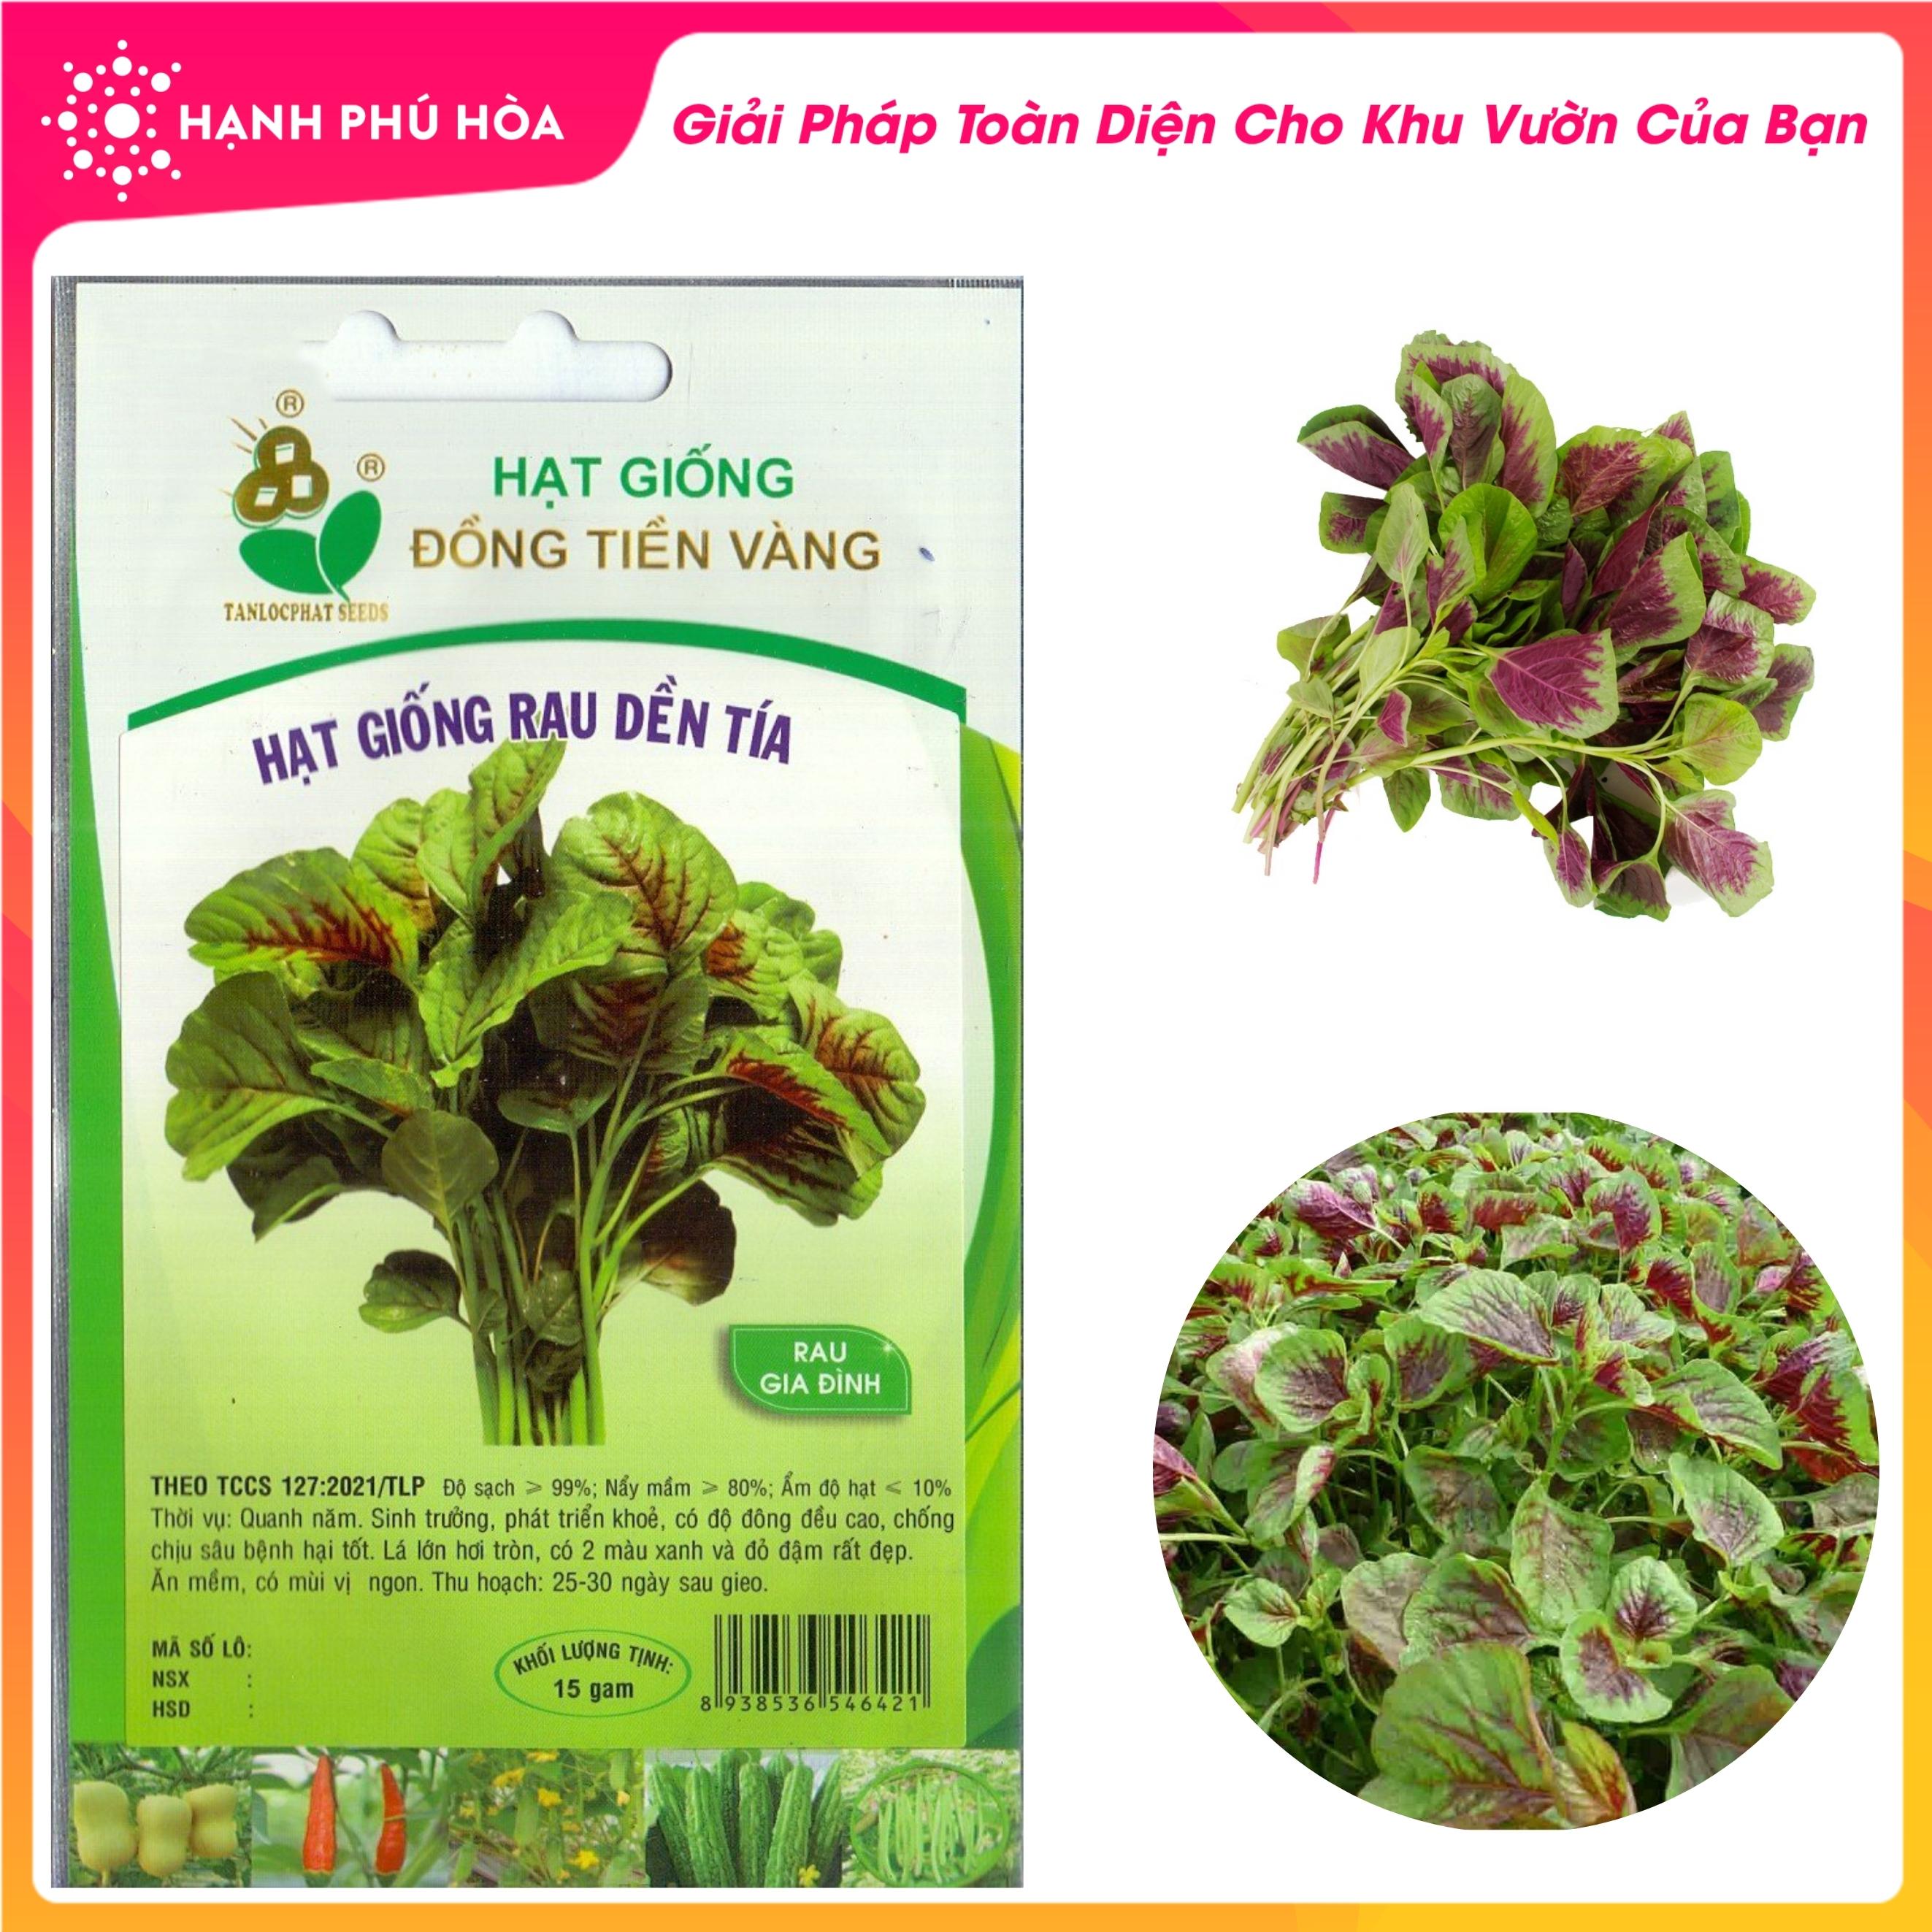 HẠNH PHÚ HÒA
Giải Pháp Toàn Diện Cho Khu Vườn Của Bạn
®
®
TANLOCPHAT SEEDS
HẠT GIỐNG
ĐỒNG TIỀN VÀNG
HẠT GIỐNG RAU DỀN TÍA
RAU
GIA ĐÌNH
THEO TCCS 127:2021/TLP Độ sạch ≥ 99%; Nẩy mầm ≥ 80%; Ẩm độ hạt ≤ 10%
Thời vụ: Quanh năm. Sinh trưởng, phát triển khoẻ, có độ đông đều cao, chống
chịu sâu bệnh hại tốt. Lá lớn hơi tròn, có 2 màu xanh và đỏ đậm rất đẹp.
Ăn mềm, có mùi vị ngon. Thu hoạch: 25-30 ngày sau gieo.
MÃ SỐ LÔ:
NSX :
HSD :
KHỐI LƯỢNG TỊNH:
15 gam
8 938536 546421